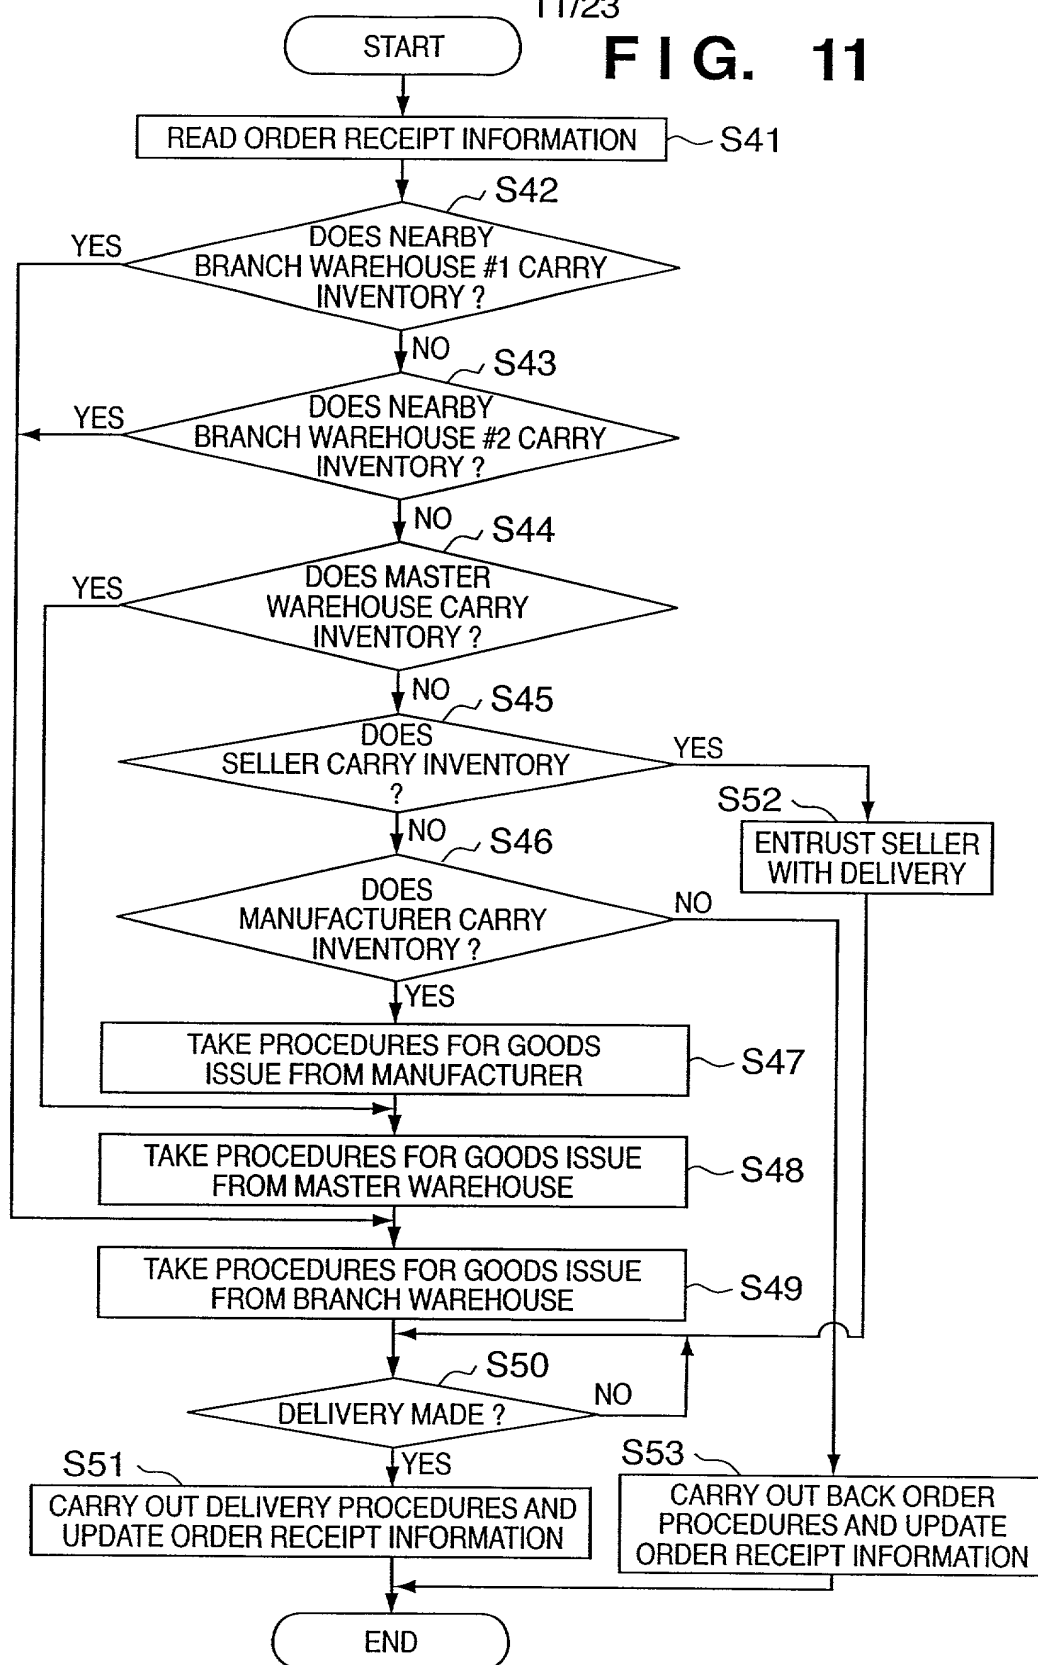 11/23
FIG. 11
START
READ ORDER RECEIPT INFORMATION
S41
S42
DOES NEARBY
BRANCH WAREHOUSE #1 CARRY
INVENTORY ?
YES
NO
S43
DOES NEARBY
BRANCH WAREHOUSE #2 CARRY
INVENTORY ?
YES
NO
S44
DOES MASTER
WAREHOUSE CARRY
INVENTORY ?
YES
NO
S45
DOES
SELLER CARRY INVENTORY
?
YES
NO
S52
ENTRUST SELLER
WITH DELIVERY
S46
DOES
MANUFACTURER CARRY
INVENTORY ?
NO
YES
TAKE PROCEDURES FOR GOODS
ISSUE FROM MANUFACTURER
S47
TAKE PROCEDURES FOR GOODS ISSUE
FROM MASTER WAREHOUSE
S48
TAKE PROCEDURES FOR GOODS ISSUE
FROM BRANCH WAREHOUSE
S49
S50
DELIVERY MADE ?
NO
YES
S51
CARRY OUT DELIVERY PROCEDURES AND
UPDATE ORDER RECEIPT INFORMATION
S53
CARRY OUT BACK ORDER
PROCEDURES AND UPDATE
ORDER RECEIPT INFORMATION
END